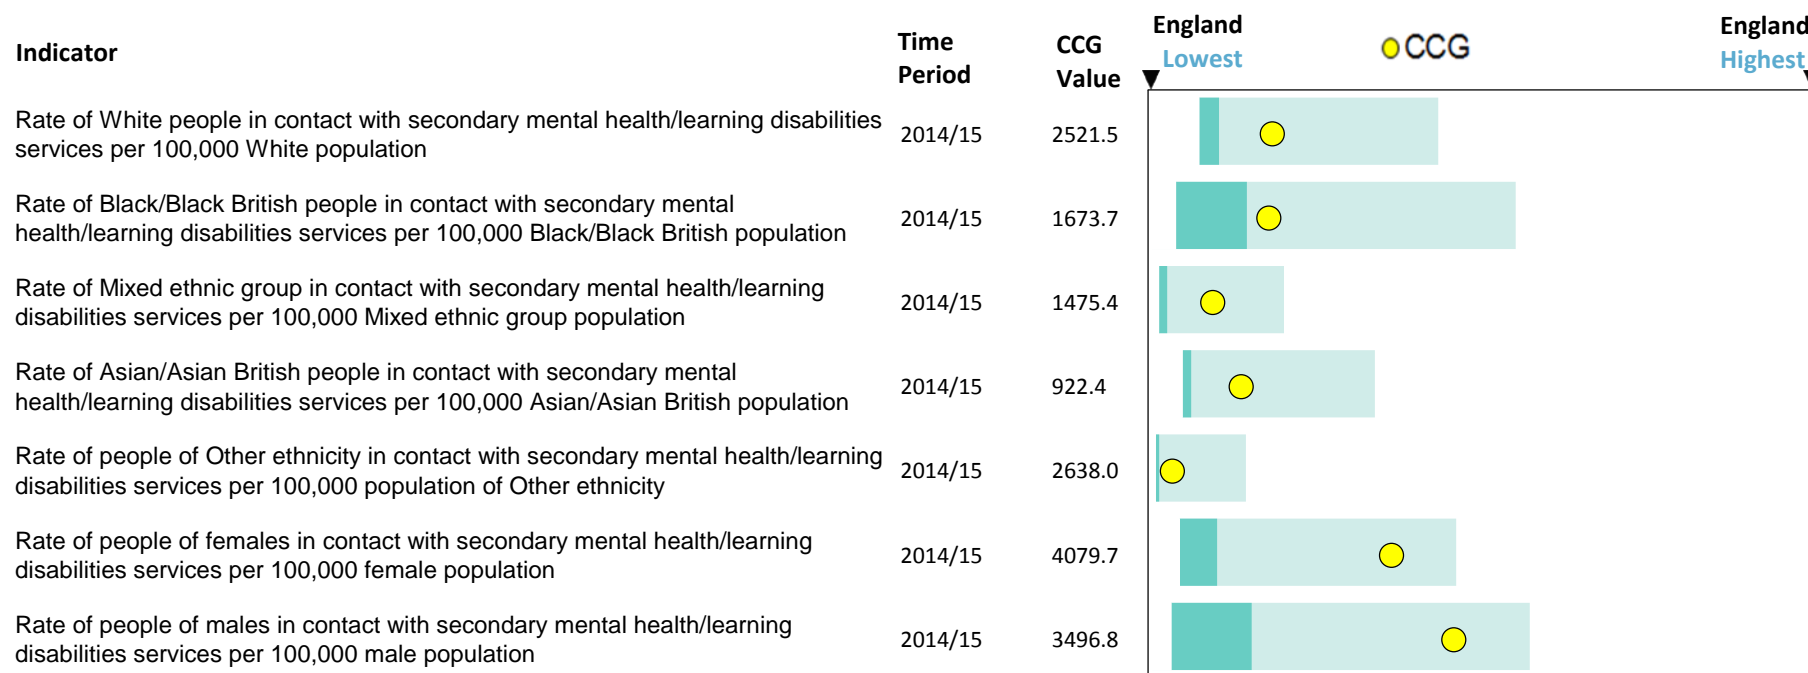 Indicator
Time
Period
CCG
Value
England
Lowest
CCG
England
Highest
Rate of White people in contact with secondary mental health/learning disabilities
services per 100,000 White population
2014/15
2521.5
Rate of Black/Black British people in contact with secondary mental
health/learning disabilities services per 100,000 Black/Black British population
2014/15
1673.7
Rate of Mixed ethnic group in contact with secondary mental health/learning
disabilities services per 100,000 Mixed ethnic group population
2014/15
1475.4
Rate of Asian/Asian British people in contact with secondary mental
health/learning disabilities services per 100,000 Asian/Asian British population
2014/15
922.4
Rate of people of Other ethnicity in contact with secondary mental health/learning
disabilities services per 100,000 population of Other ethnicity
2014/15
2638.0
Rate of people of females in contact with secondary mental health/learning
disabilities services per 100,000 female population
2014/15
4079.7
Rate of people of males in contact with secondary mental health/learning
disabilities services per 100,000 male population
2014/15
3496.8